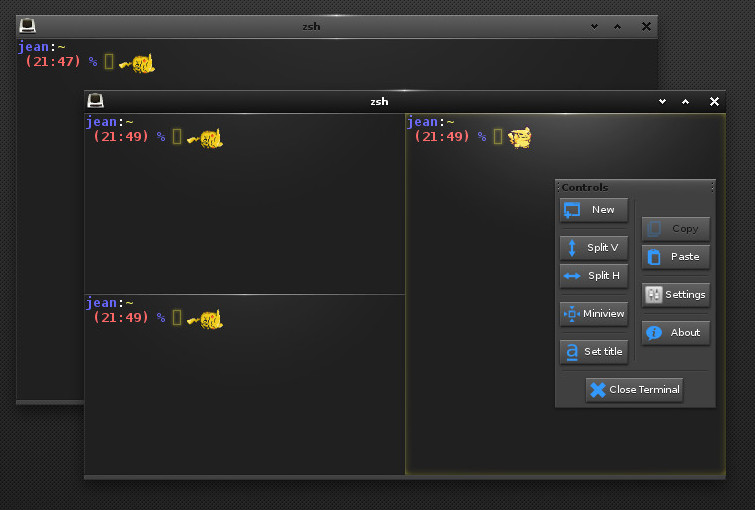 zsh
jean:~
(21:47) %
zsh
jean:~
(21:49) %
jean:~
(21:49) %
jean:~
(21:49) %
Controls
New
Split V
Split H
Miniview
Set title
Copy
Paste
Settings
About
Close Terminal